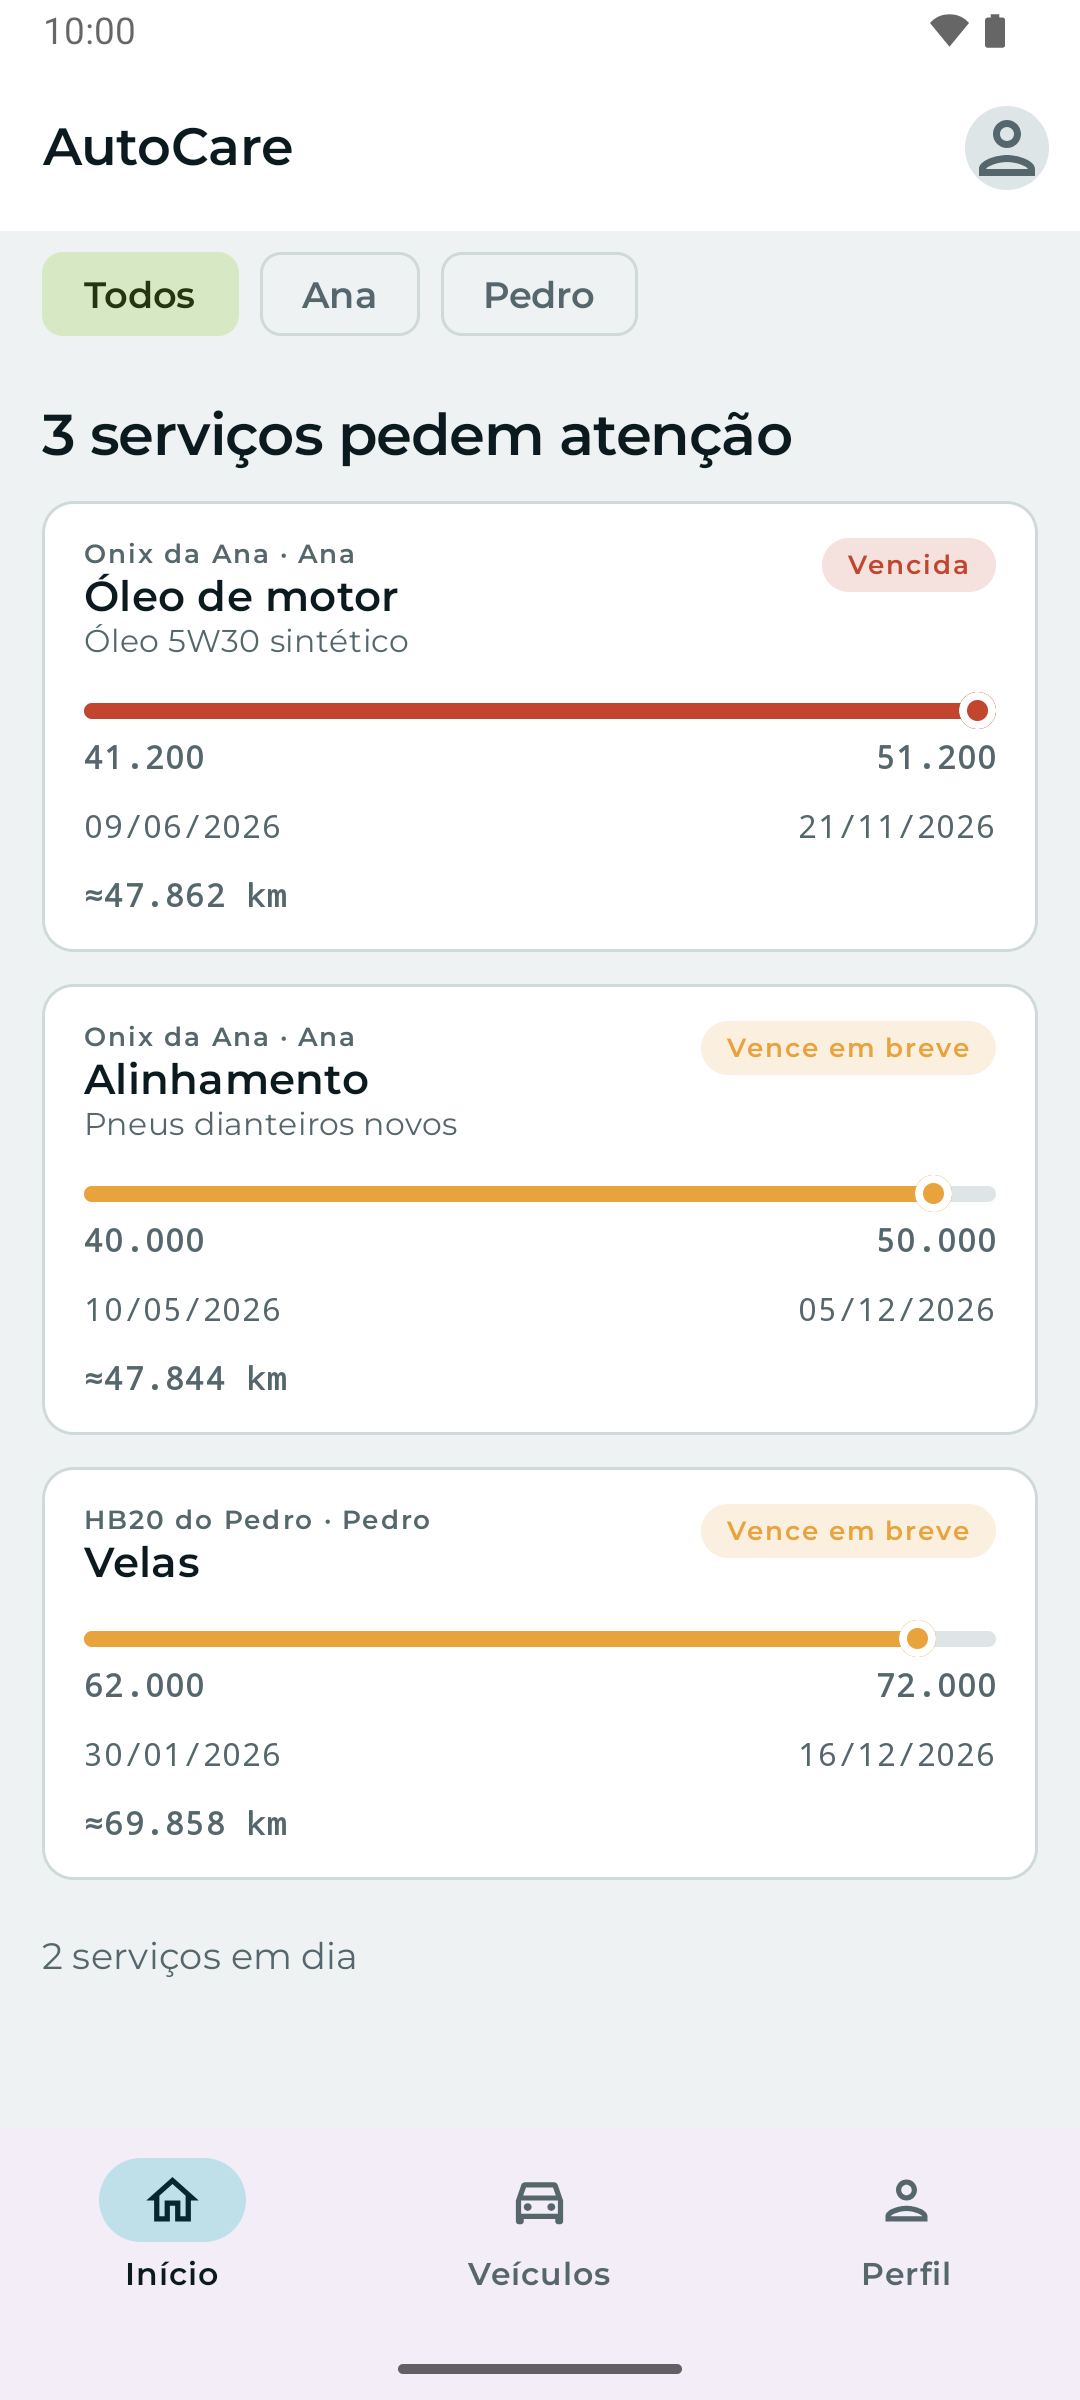 10:00
AutoCare
Todos
Ana
Pedro
3 serviços pedem atenção
Onix da Ana · Ana
Vencida
Óleo de motor
Óleo 5W30 sintético
41.200
51.200
09/06/2026
21/11/2026
≈47.862 km
Onix da Ana · Ana
Vence em breve
Alinhamento
Pneus dianteiros novos
40.000
50.000
10/05/2026
05/12/2026
≈47.844 km
HB20 do Pedro · Pedro
Vence em breve
Velas
62.000
72.000
30/01/2026
16/12/2026
≈69.858 km
2 serviços em dia
Início
Veículos
Perfil